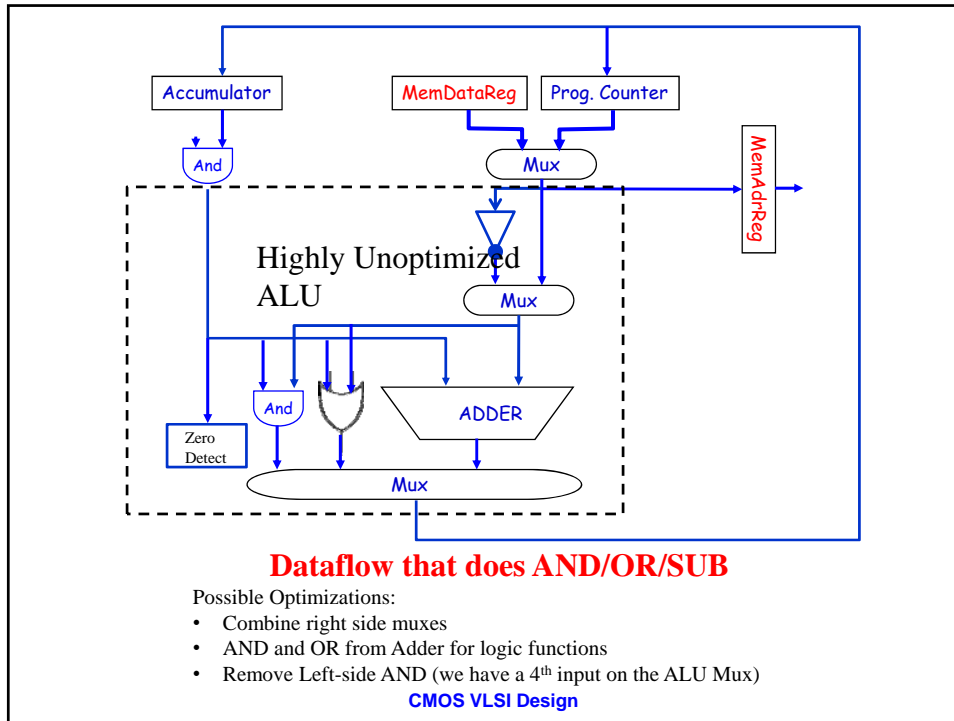 Accumulator
MemDataReg
Prog. Counter
And
Mux
MemAdrReg
Highly Unoptimized
ALU
Mux
And
ADDER
Zero
Detect
Mux
Dataflow that does AND/OR/SUB
Possible Optimizations:
• Combine right side muxes
• AND and OR from Adder for logic functions
• Remove Left-side AND (we have a 4th input on the ALU Mux)
CMOS VLSI Design